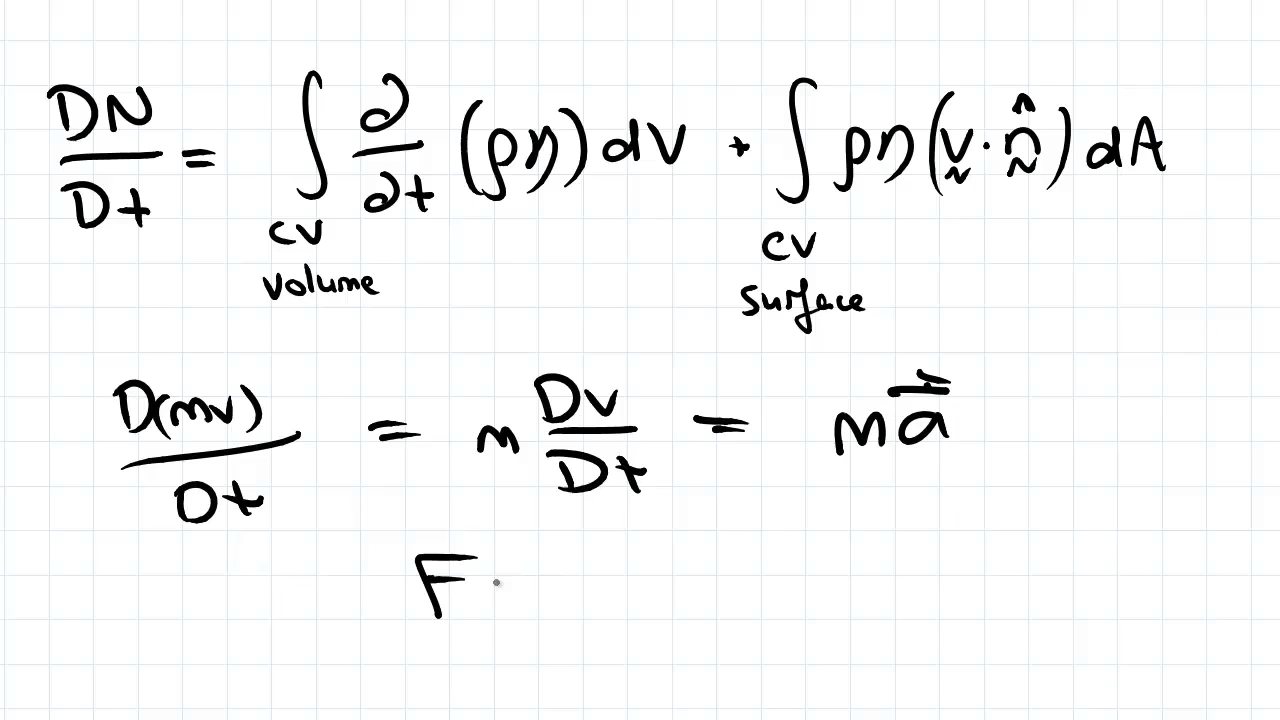 DN/Dt = ∫ ∂/∂t (ρη) dV + ∫ ρη (v · n̂) dA
CV volume
CV surface
D(mv)/Dt = m Dv/Dt = ma⃗
F